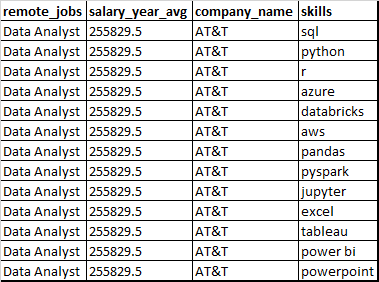 remote_jobs salary_year_avg company_name skills
Data Analyst 255829.5 AT&T sql
Data Analyst 255829.5 AT&T python
Data Analyst 255829.5 AT&T r
Data Analyst 255829.5 AT&T azure
Data Analyst 255829.5 AT&T databricks
Data Analyst 255829.5 AT&T aws
Data Analyst 255829.5 AT&T pandas
Data Analyst 255829.5 AT&T pyspark
Data Analyst 255829.5 AT&T jupyter
Data Analyst 255829.5 AT&T excel
Data Analyst 255829.5 AT&T tableau
Data Analyst 255829.5 AT&T power bi
Data Analyst 255829.5 AT&T powerpoint